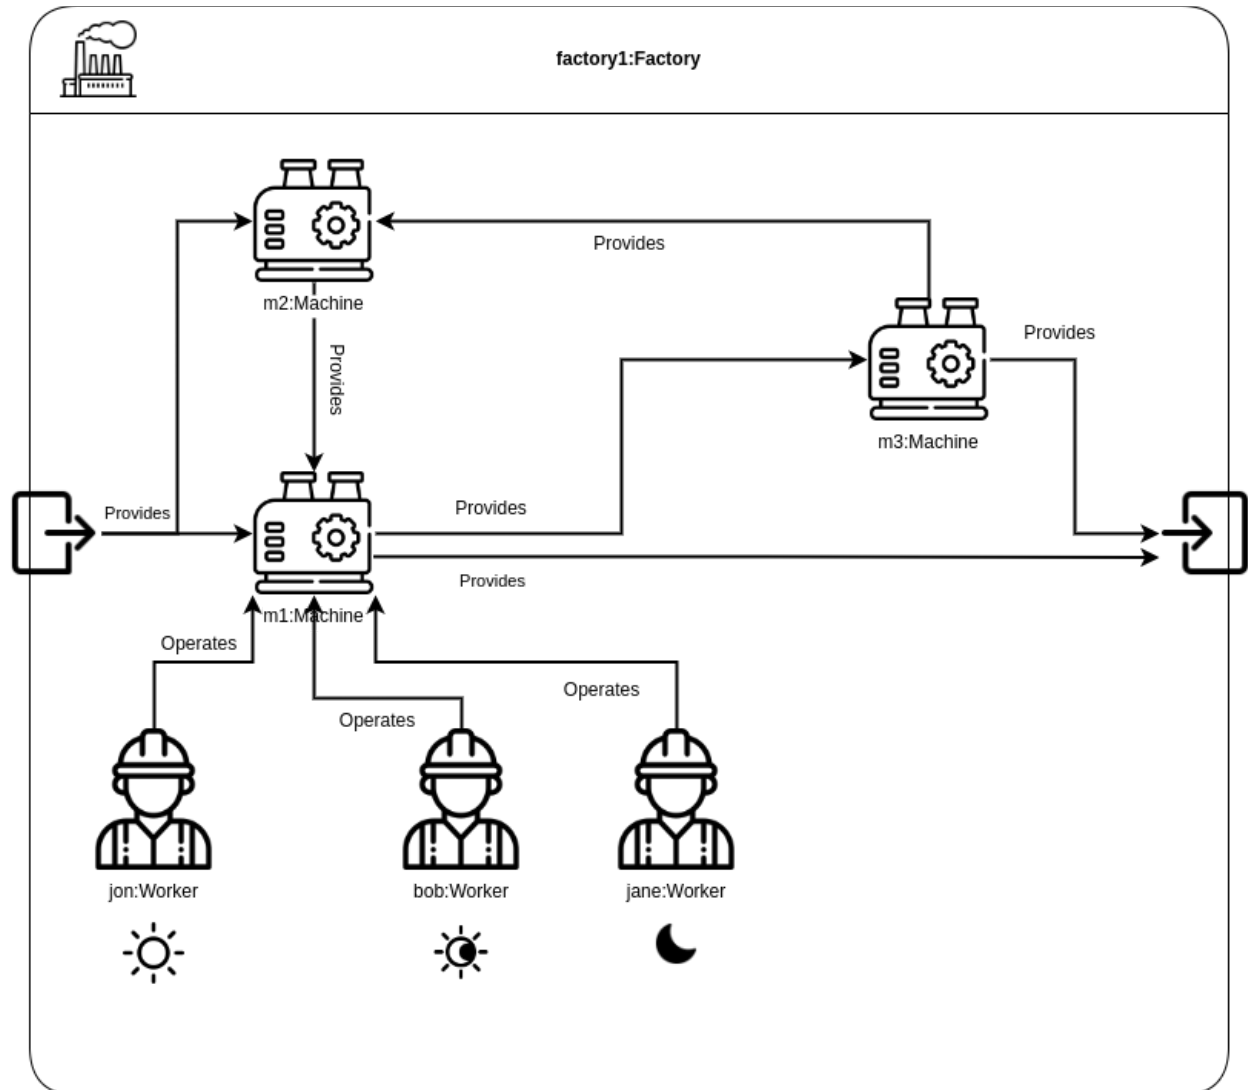 factory1:Factory
Provides
m2:Machine
Provides
Provides
m3:Machine
Provides
Provides
Provides
m1:Machine
Operates
Operates
Operates
jon:Worker
bob:Worker
jane:Worker